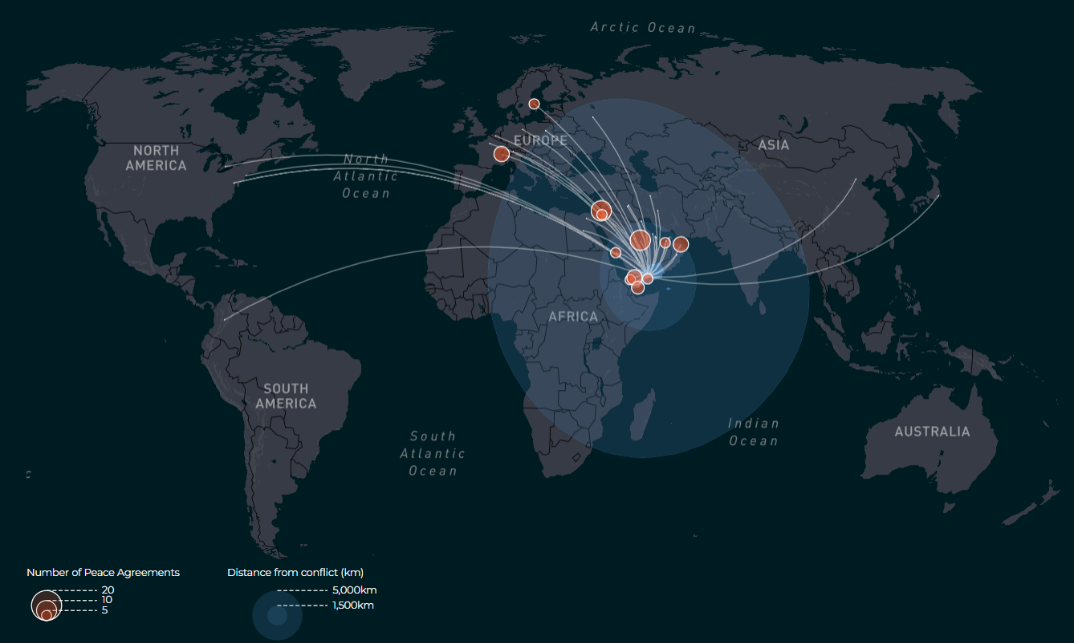 Arctic Ocean
NORTH
AMERICA
North
Atlantic
Ocean
EUROPE
ASIA
AFRICA
SOUTH
AMERICA
South
Atlantic
Ocean
Indian
Ocean
AUSTRALIA
Number of Peace Agreements
20
10
5
Distance from conflict (km)
5,000km
1,500km